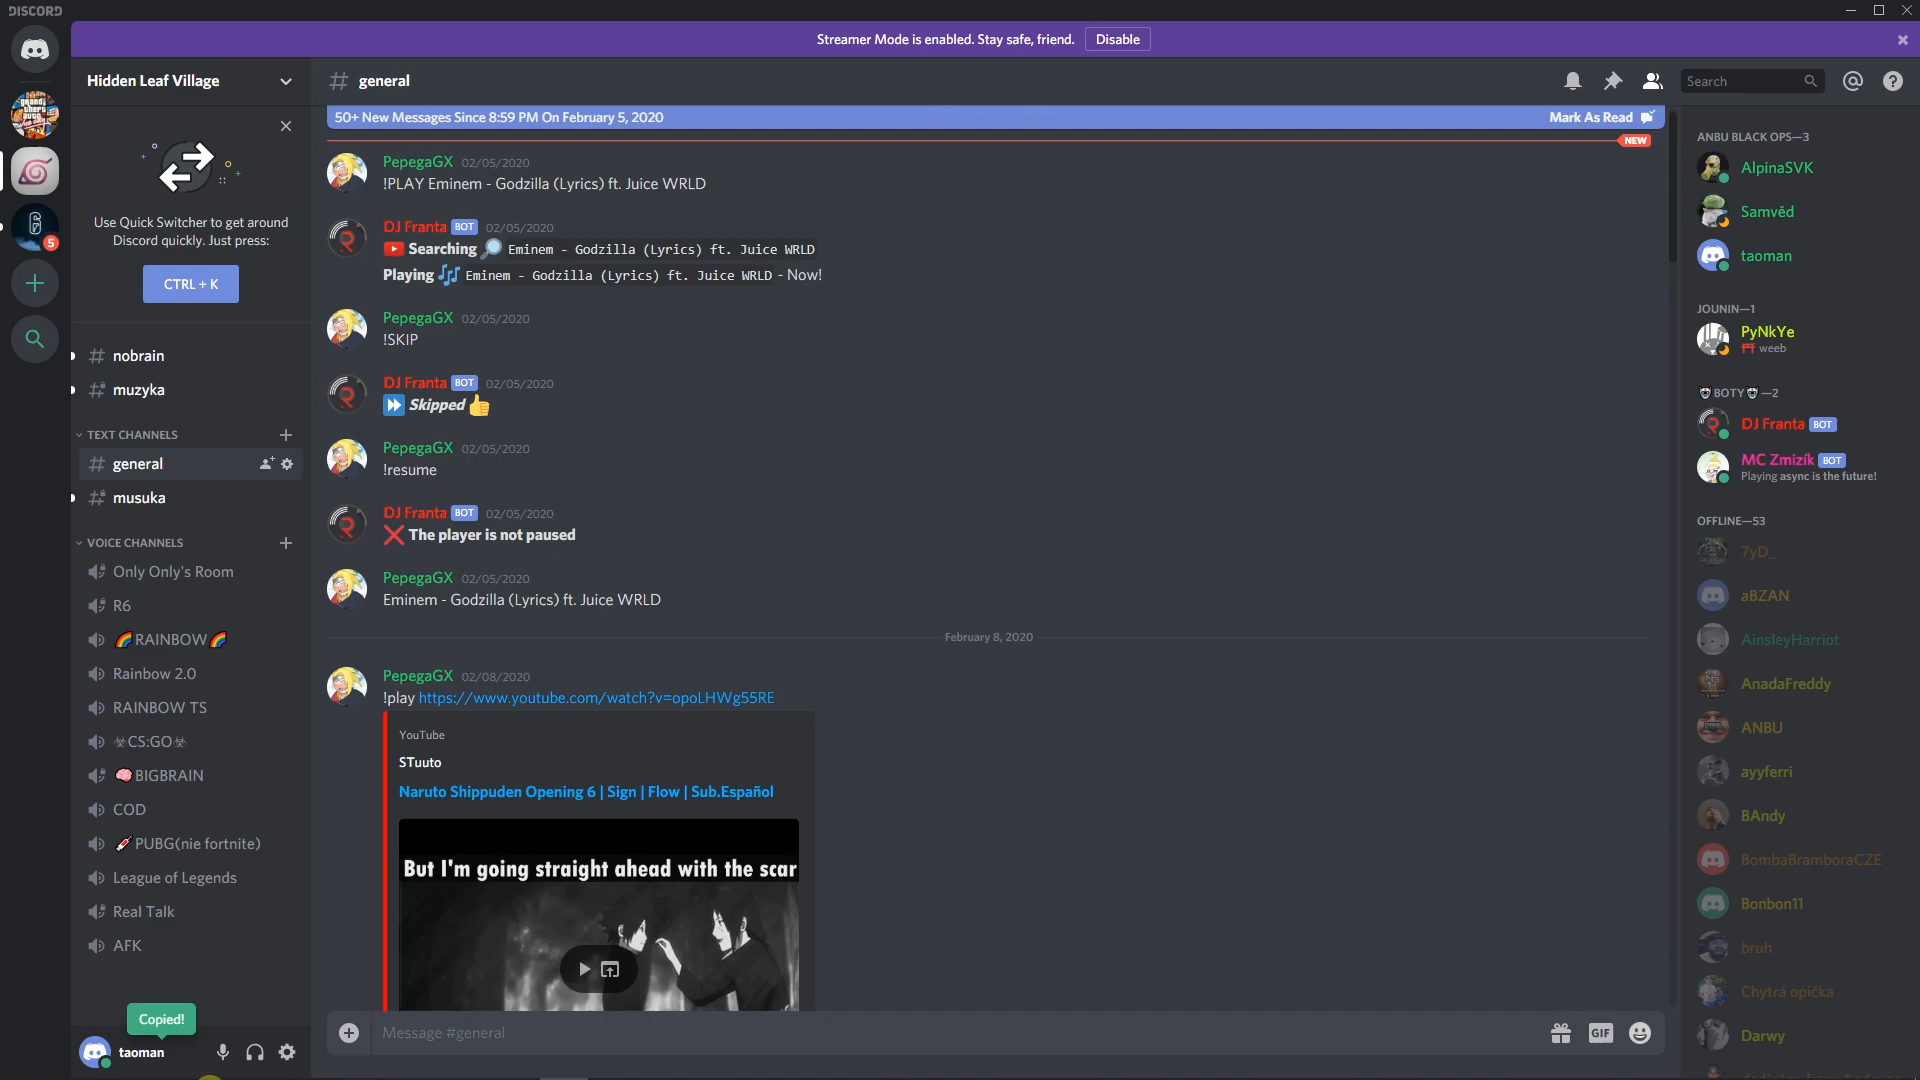 DISCORD
Streamer Mode is enabled. Stay safe, friend.
Disable
Hidden Leaf Village
general
Search
grand
theft
auto
5
Use Quick Switcher to get around
Discord quickly. Just press:
CTRL + K
nobrain
muzyka
TEXT CHANNELS
general
musuka
VOICE CHANNELS
Only Only's Room
R6
🌈RAINBOW🌈
Rainbow 2.0
RAINBOW TS
☣CS:GO☣
🧠BIGBRAIN
COD
💉PUBG(nie fortnite)
League of Legends
Real Talk
AFK
Copied!
taoman
50+ New Messages Since 8:59 PM On February 5, 2020
Mark As Read
NEW
PepegaGX 02/05/2020
!PLAY Eminem - Godzilla (Lyrics) ft. Juice WRLD
DJ Franta BOT 02/05/2020
Searching 🔎 Eminem - Godzilla (Lyrics) ft. Juice WRLD
Playing 🎶 Eminem - Godzilla (Lyrics) ft. Juice WRLD - Now!
PepegaGX 02/05/2020
!SKIP
DJ Franta BOT 02/05/2020
⏩ Skipped 👍
PepegaGX 02/05/2020
!resume
DJ Franta BOT 02/05/2020
❌ The player is not paused
PepegaGX 02/05/2020
Eminem - Godzilla (Lyrics) ft. Juice WRLD
February 8, 2020
PepegaGX 02/08/2020
!play https://www.youtube.com/watch?v=opoLHWg55RE
YouTube
STuuto
Naruto Shippuden Opening 6 | Sign | Flow | Sub.Español
But I'm going straight ahead with the scar
Message #general
GIF
ANBU BLACK OPS—3
AlpinaSVK
Samvěd
taoman
JOUNIN—1
PyNkYe
⛩ weeb
BOTY—2
DJ Franta BOT
MC Zmizík BOT
Playing async is the future!
OFFLINE—53
7yD_
aBZAN
AinsleyHarriot
AnadaFreddy
ANBU
ayyferri
BAndy
BombaBramboraCZE
Bonbon11
bruh
Chytrá opička
Darwy